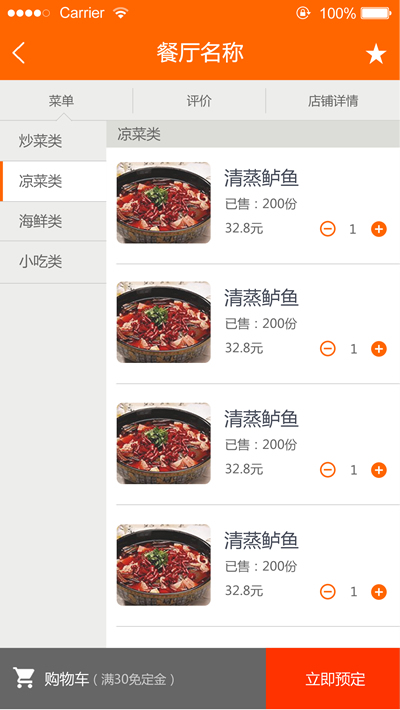 Carrier 100%
餐厅名称
菜单 评价 店铺详情
炒菜类
凉菜类
海鲜类
小吃类
凉菜类
清蒸鲈鱼
已售：200份
32.8元 1
清蒸鲈鱼
已售：200份
32.8元 1
清蒸鲈鱼
已售：200份
32.8元 1
清蒸鲈鱼
已售：200份
32.8元 1
购物车（满30免定金） 立即预定